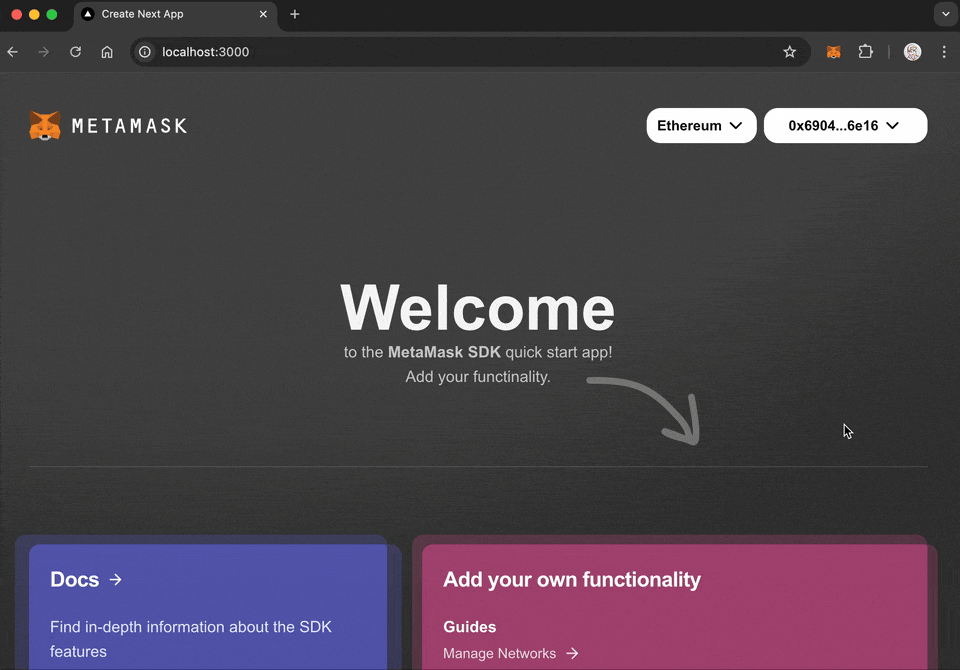 Create Next App
localhost:3000
METAMASK
Ethereum
0x6904...6e16
Welcome
to the MetaMask SDK quick start app!
Add your functinality.
Docs
Find in-depth information about the SDK
features
Add your own functionality
Guides
Manage Networks